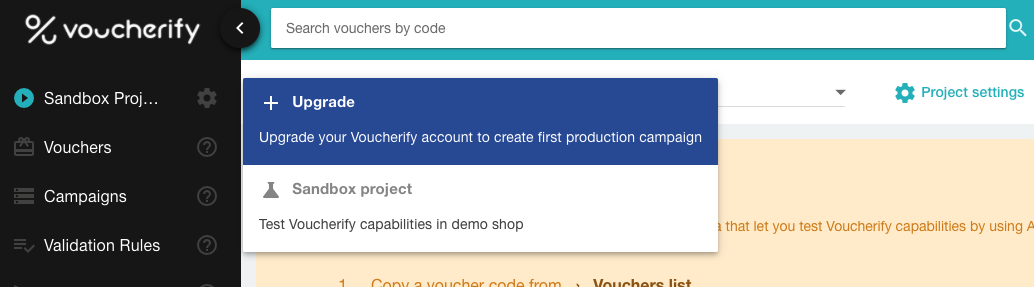 voucherify
Search vouchers by code
Sandbox Proj...
Upgrade
Project settings
Upgrade your Voucherify account to create first production campaign
Vouchers
Sandbox project
Campaigns
Test Voucherify capabilities in demo shop
that let you test Voucherify capabilities by using A
Validation Rules
1. Copy a voucher code from › Vouchers list